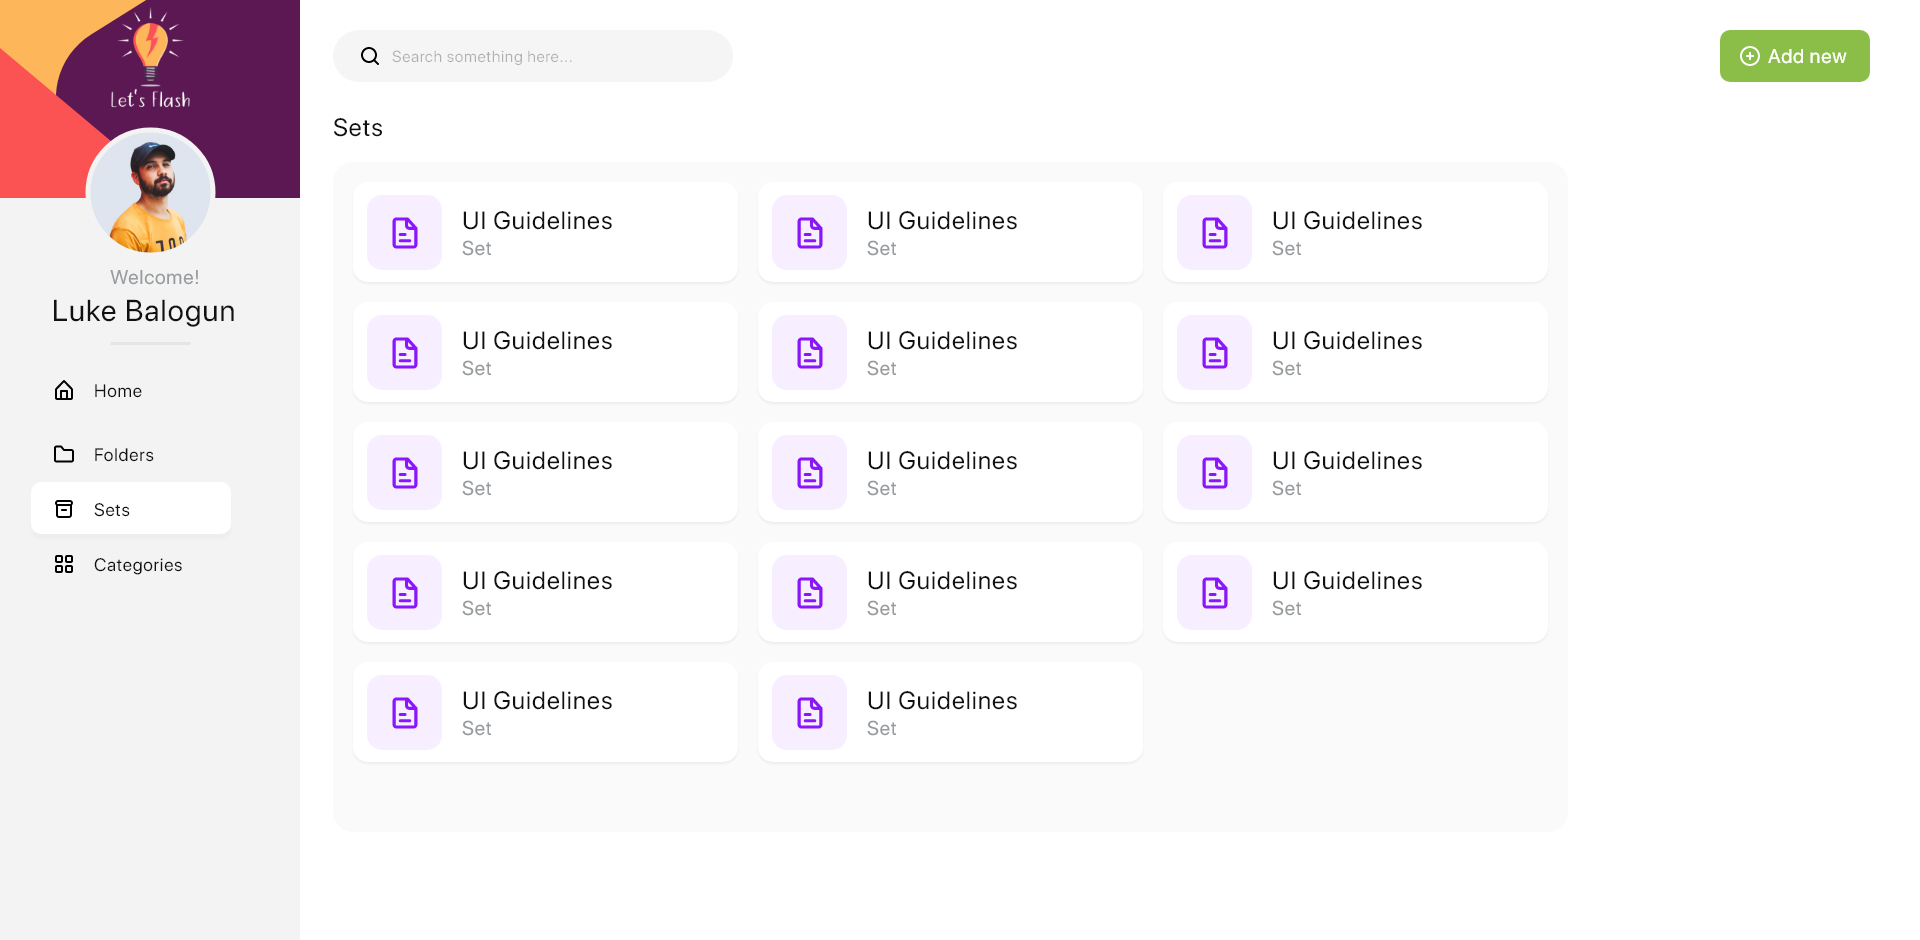 Let's Flash
Welcome!
Luke Balogun
Home
Folders
Sets
Categories
Search something here...
Add new
Sets
UI Guidelines
Set
UI Guidelines
Set
UI Guidelines
Set
UI Guidelines
Set
UI Guidelines
Set
UI Guidelines
Set
UI Guidelines
Set
UI Guidelines
Set
UI Guidelines
Set
UI Guidelines
Set
UI Guidelines
Set
UI Guidelines
Set
UI Guidelines
Set
UI Guidelines
Set